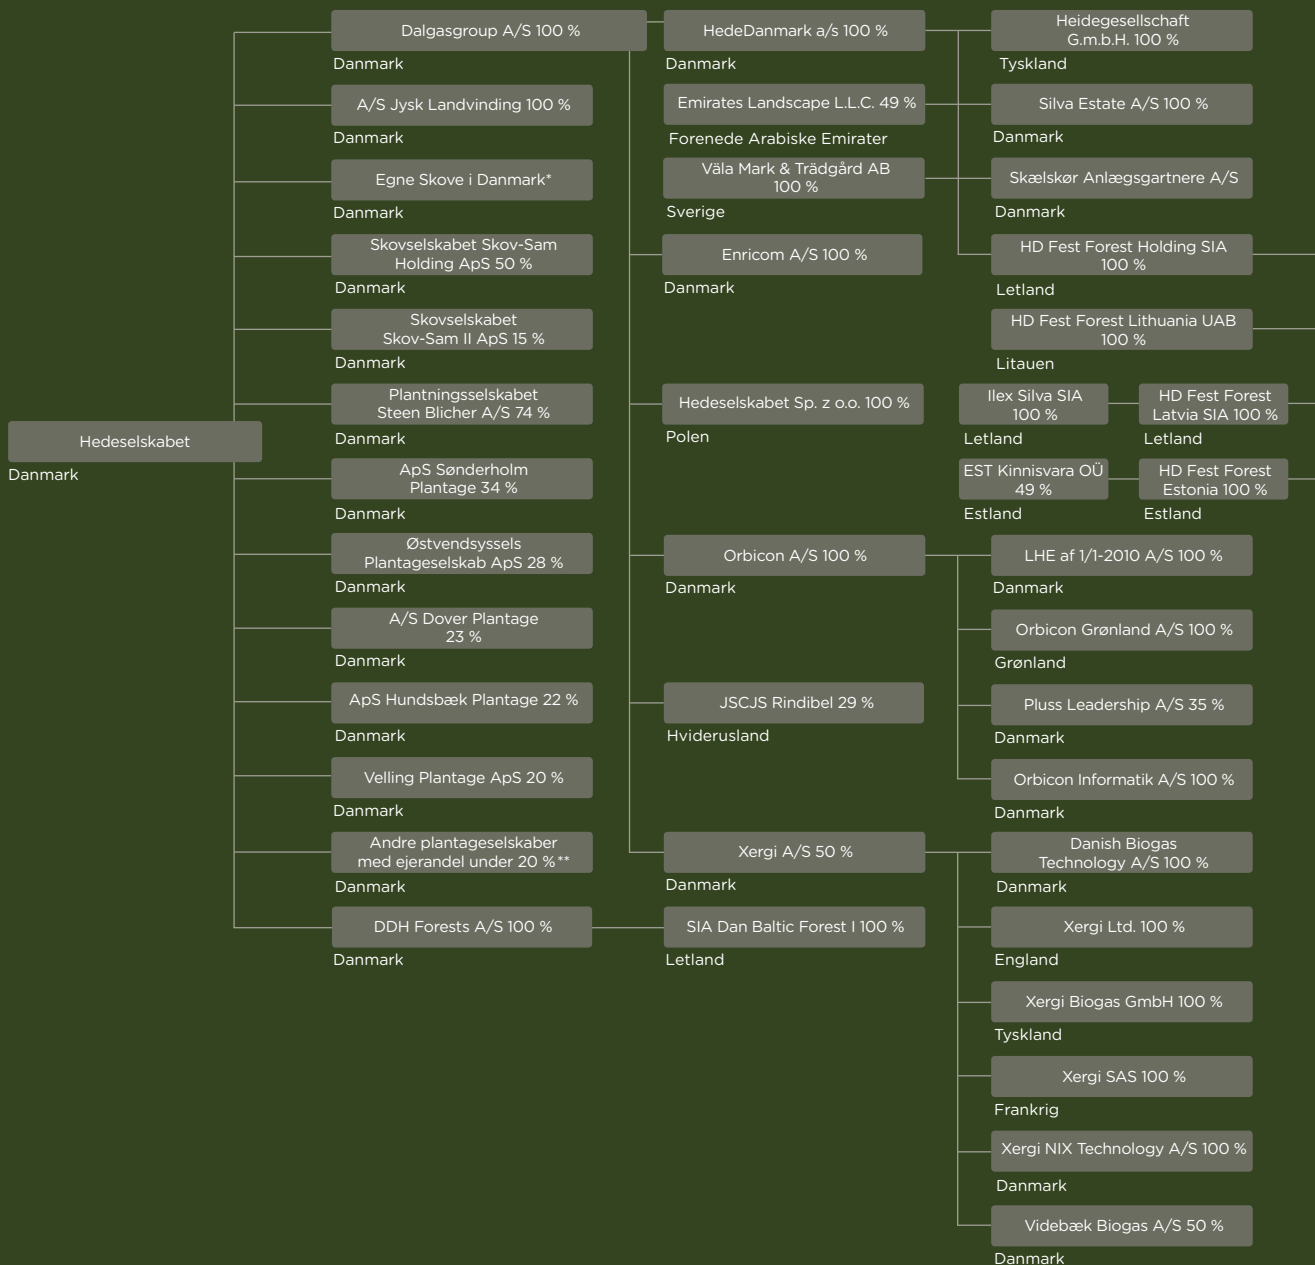 Hedeselskabet
Danmark
Dalgasgroup A/S 100 %
Danmark
A/S Jysk Landvinding 100 %
Danmark
Egne Skove i Danmark*
Danmark
Skovselskabet Skov-Sam
Holding ApS 50 %
Danmark
Skovselskabet
Skov-Sam II ApS 15 %
Danmark
Plantningsselskabet
Steen Blicher A/S 74 %
Danmark
ApS Sønderholm
Plantage 34 %
Danmark
Østvendsyssels
Plantageselskab ApS 28 %
Danmark
A/S Dover Plantage
23 %
Danmark
ApS Hundsbæk Plantage 22 %
Danmark
Velling Plantage ApS 20 %
Danmark
Andre plantageselskaber
med ejerandel under 20 %**
Danmark
DDH Forests A/S 100 %
Danmark
HedeDanmark a/s 100 %
Danmark
Emirates Landscape L.L.C. 49 %
Forenede Arabiske Emirater
Väla Mark & Trädgård AB
100 %
Sverige
Enricom A/S 100 %
Danmark
Hedeselskabet Sp. z o.o. 100 %
Polen
Orbicon A/S 100 %
Danmark
JSCJS Rindibel 29 %
Hviderusland
Xergi A/S 50 %
Danmark
SIA Dan Baltic Forest I 100 %
Letland
Heidegesellschaft
G.m.b.H. 100 %
Tyskland
Silva Estate A/S 100 %
Danmark
Skælskør Anlægsgartnere A/S
Danmark
HD Fest Forest Holding SIA
100 %
Letland
HD Fest Forest Lithuania UAB
100 %
Litauen
Ilex Silva SIA
100 %
Letland
HD Fest Forest
Latvia SIA 100 %
Letland
EST Kinnisvara OÜ
49 %
Estland
HD Fest Forest
Estonia 100 %
Estland
LHE af 1/1-2010 A/S 100 %
Danmark
Orbicon Grønland A/S 100 %
Grønland
Pluss Leadership A/S 35 %
Danmark
Orbicon Informatik A/S 100 %
Danmark
Danish Biogas
Technology A/S 100 %
Danmark
Xergi Ltd. 100 %
England
Xergi Biogas GmbH 100 %
Tyskland
Xergi SAS 100 %
Frankrig
Xergi NIX Technology A/S 100 %
Danmark
Videbæk Biogas A/S 50 %
Danmark